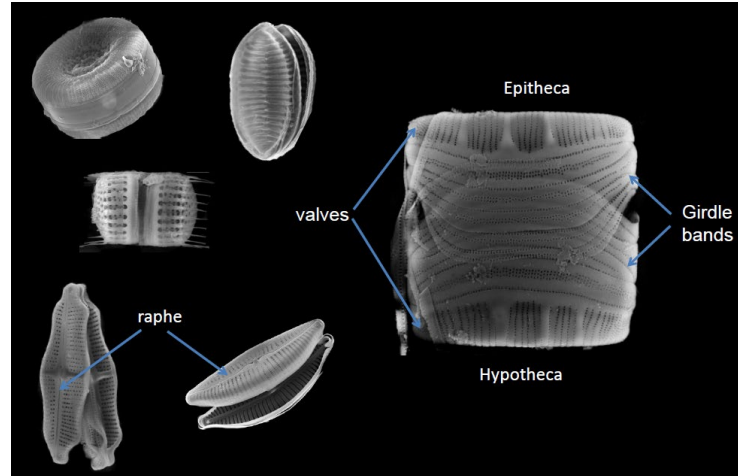 Epitheca
valves
Girdle
bands
raphe
Hypotheca